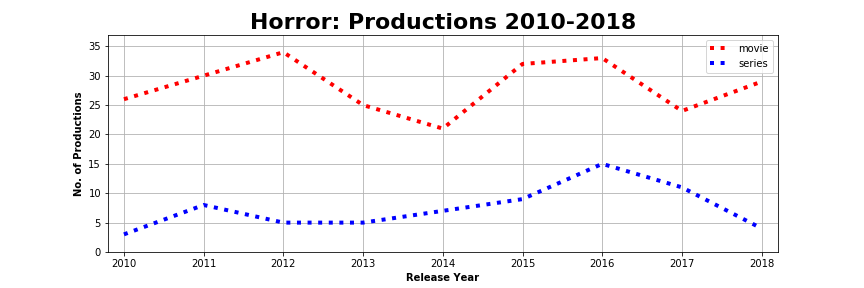 Horror: Productions 2010-2018
movie
series
No. of Productions
35
30
25
20
15
10
5
0
2010 2011 2012 2013 2014 2015 2016 2017 2018
Release Year